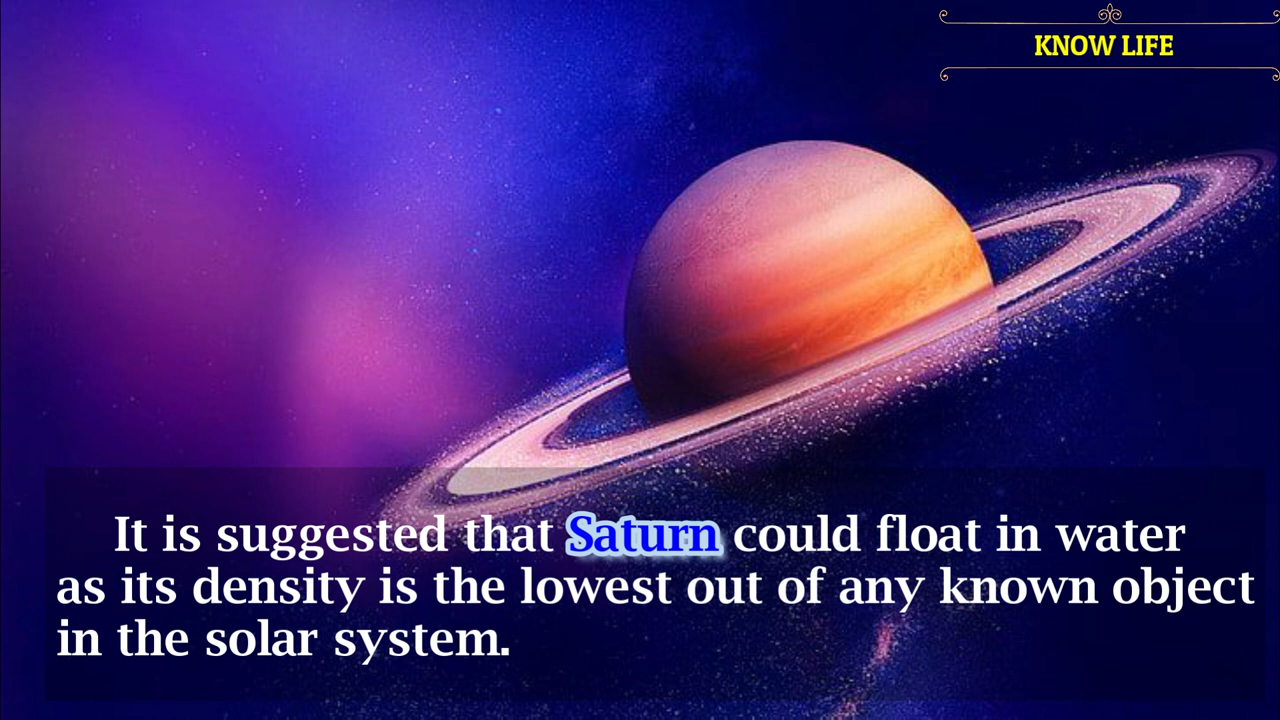 KNOW LIFE
It is suggested that Saturn could float in water
as its density is the lowest out of any known object
in the solar system.